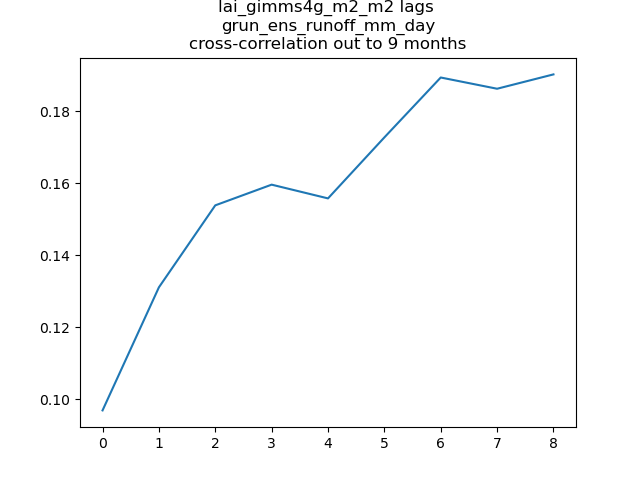 lai_gimms4g_m2_m2 lags
grun_ens_runoff_mm_day
cross-correlation out to 9 months
0.18
0.16
0.14
0.12
0.10
0 1 2 3 4 5 6 7 8